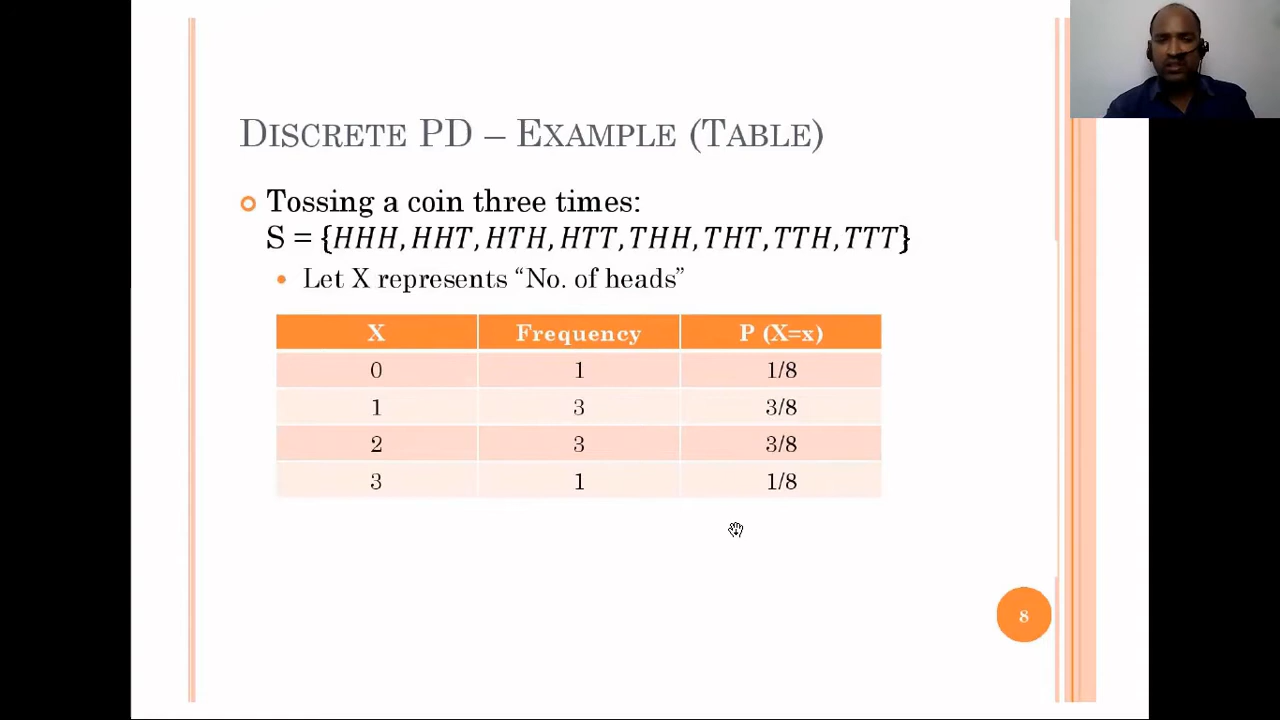 DISCRETE PD – EXAMPLE (TABLE)
Tossing a coin three times:
S = {HHH, HHT, HTH, HTT, THH, THT, TTH, TTT}
Let X represents “No. of heads”
X Frequency P (X=x)
0 1 1/8
1 3 3/8
2 3 3/8
3 1 1/8
8